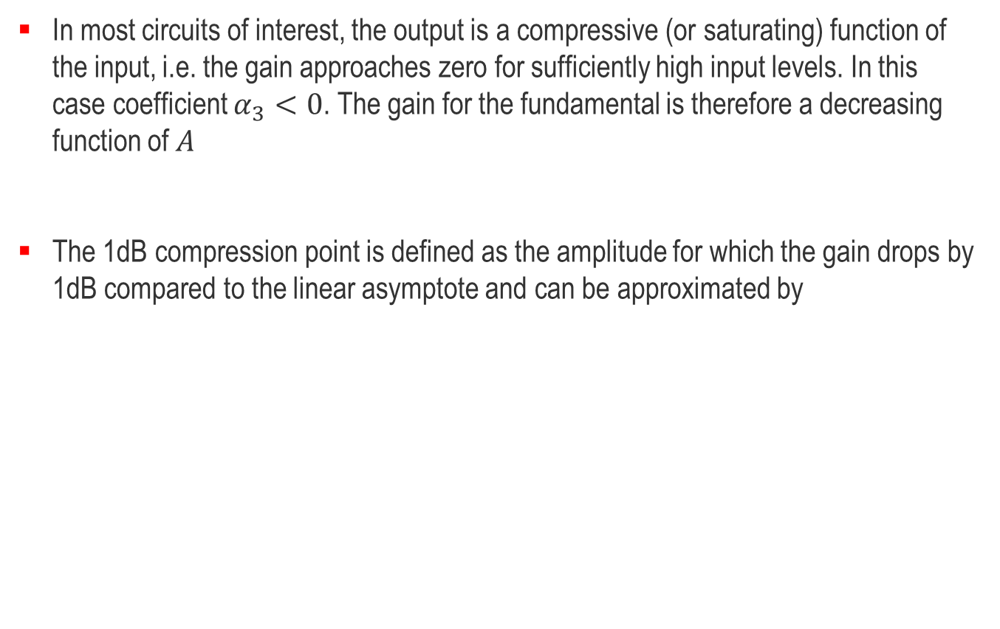 ▪ In most circuits of interest, the output is a compressive (or saturating) function of
the input, i.e. the gain approaches zero for sufficiently high input levels. In this
case coefficient α₃ < 0. The gain for the fundamental is therefore a decreasing
function of A
▪ The 1dB compression point is defined as the amplitude for which the gain drops by
1dB compared to the linear asymptote and can be approximated by